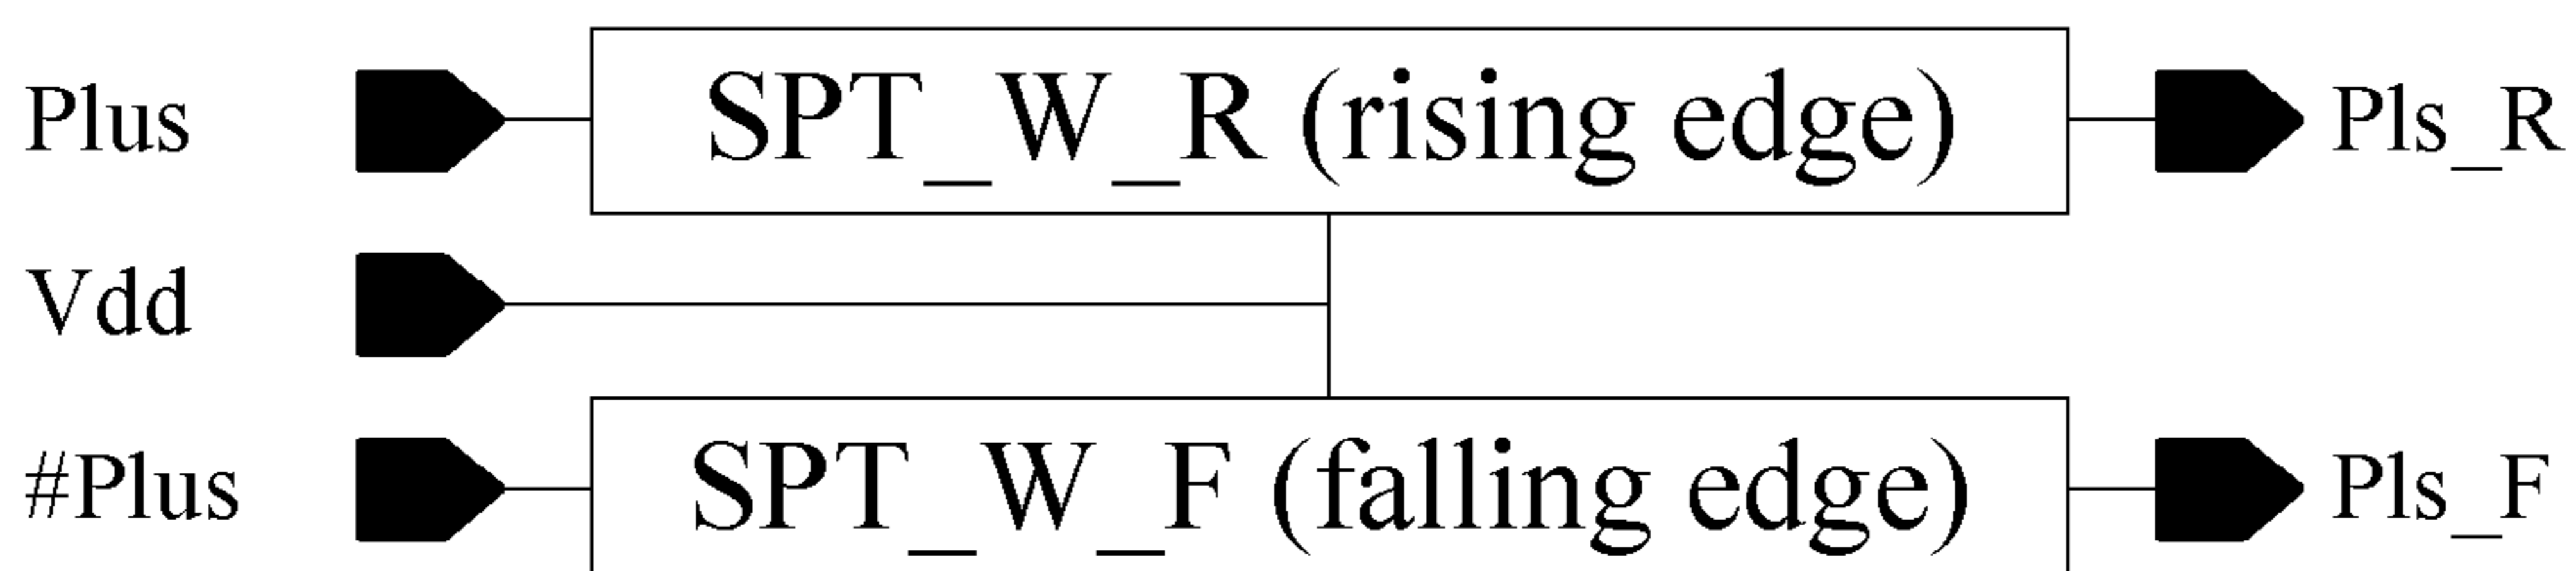 Plus SPT_W_R (rising edge) Pls_R
Vdd
#Plus SPT_W_F (falling edge) Pls_F